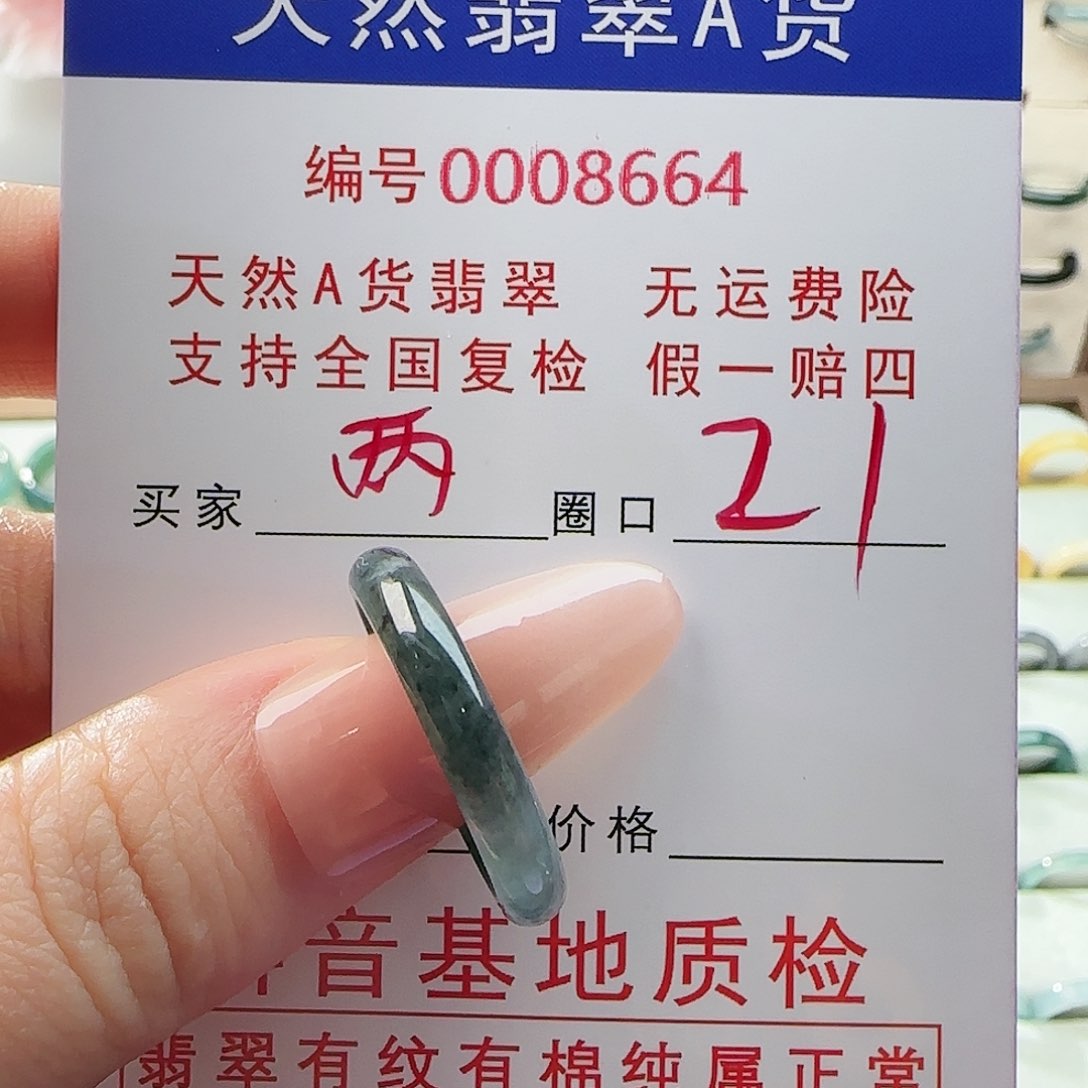 天然翡翠A货
编号0008664
天然A货翡翠 无运费险
支持全国复检 假一赔四
买家 两 圈口 21
价格
音基地质检
翡翠有纹有棉纯属正常